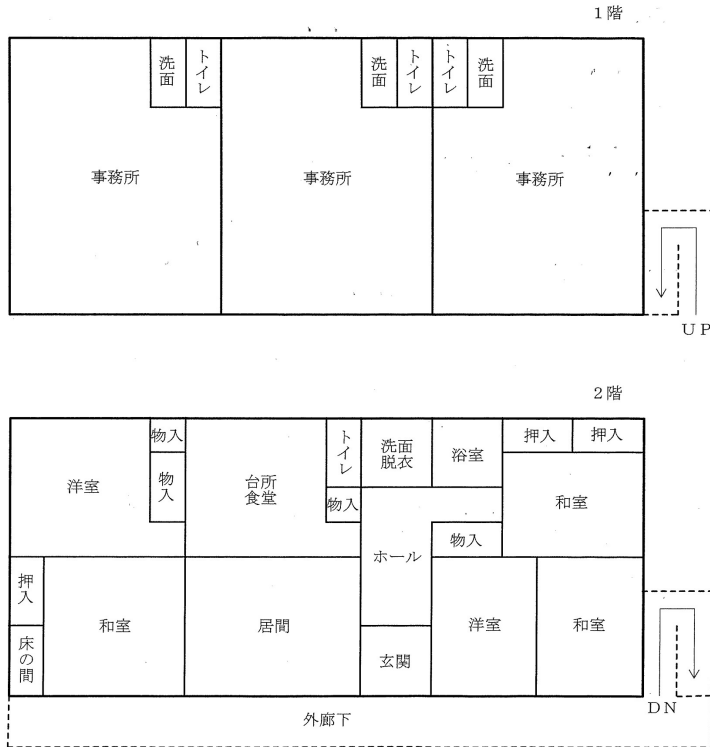 1階
洗面
トイレ
洗面
トイレ
トイレ
洗面
事務所
事務所
事務所
UP
2階
物入
トイレ
洗面
脱衣
浴室
押入
押入
洋室
物入
台所
食堂
物入
和室
物入
ホール
押入
和室
居間
洋室
和室
床の間
玄関
DN
外廊下